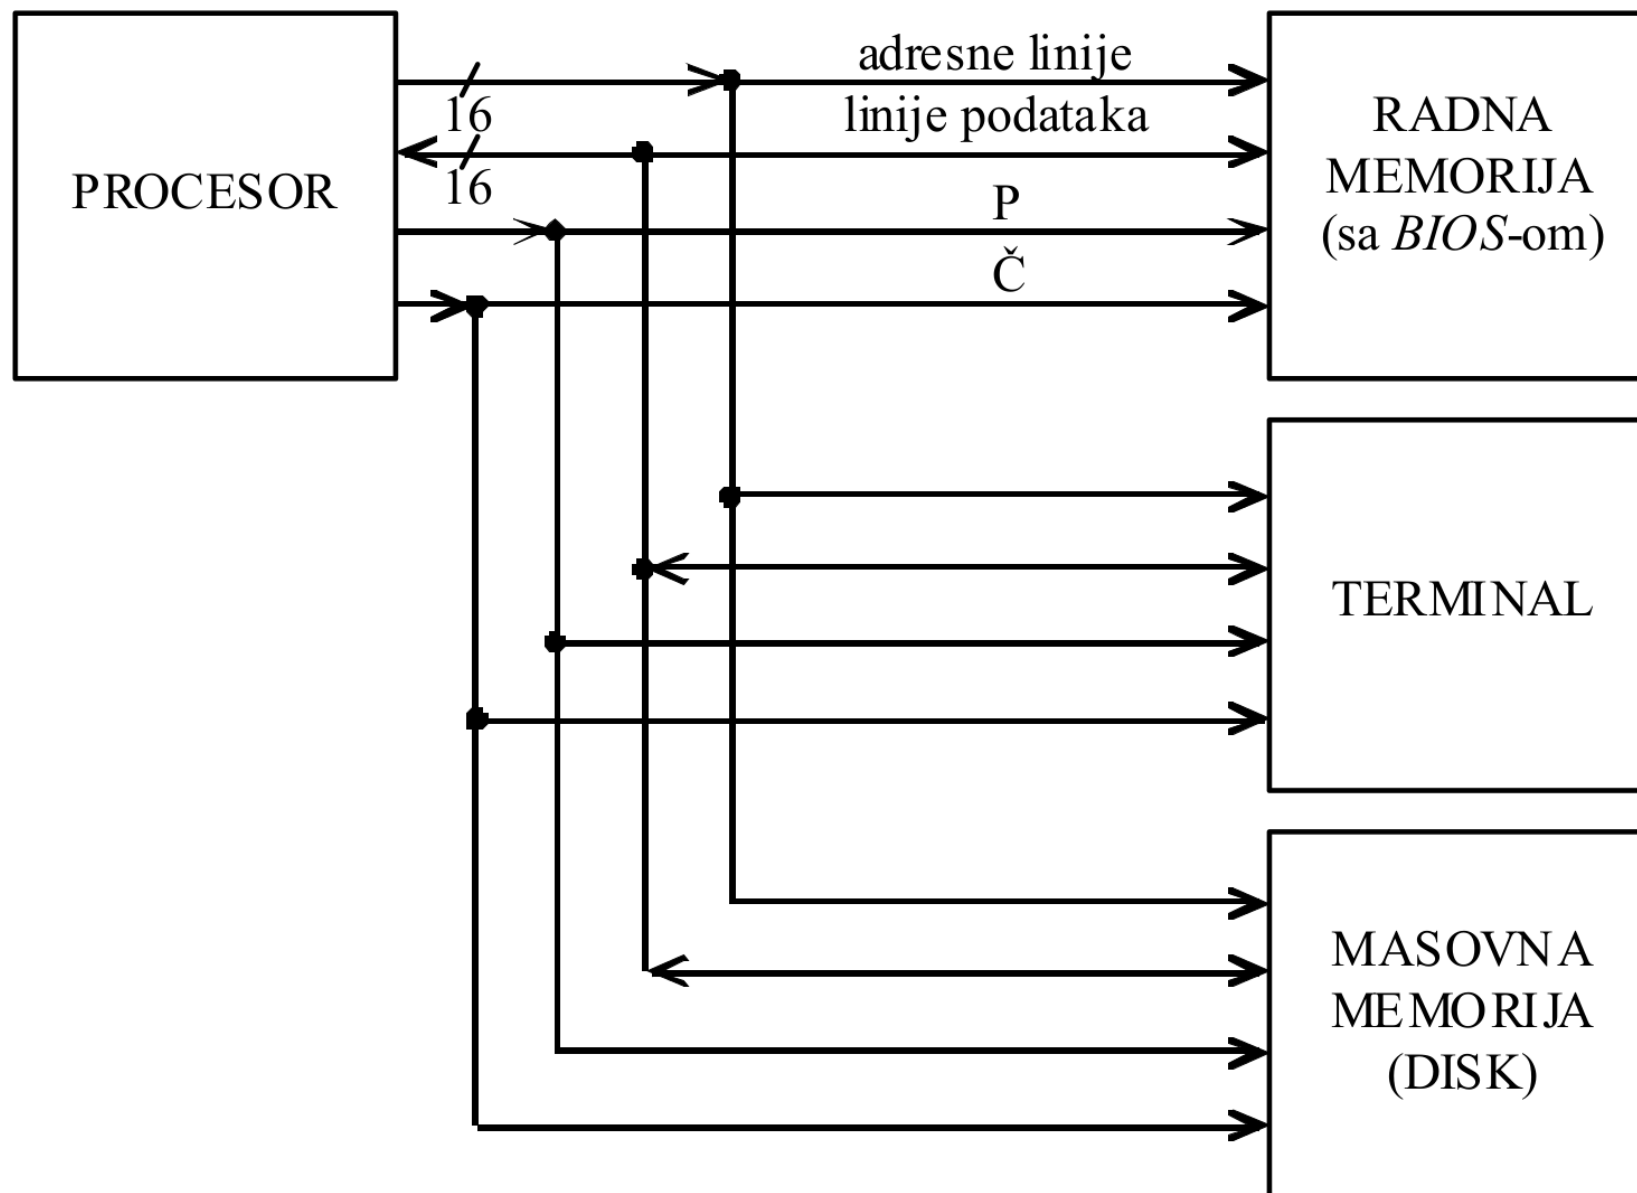 PROCESOR
16
16
adresne linije
linije podataka
P
Č
RADNA
MEMORIJA
(sa BIOS-om)
TERMINAL
MASOVNA
MEMORIJA
(DISK)